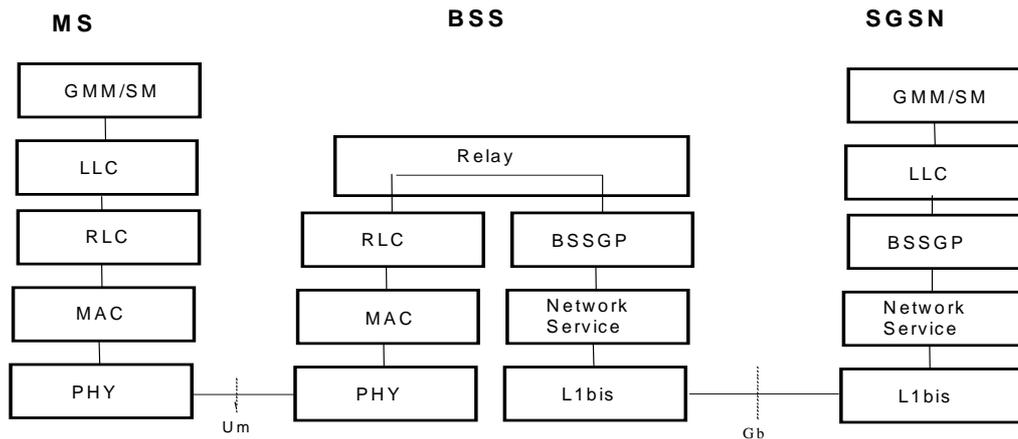 MS
BSS
SGSN
GMM/SM
LLC
RLC
MAC
PHY
Um
Relay
RLC
MAC
PHY
BSSGP
Network
Service
L1bis
Gb
GMM/SM
LLC
BSSGP
Network
Service
L1bis